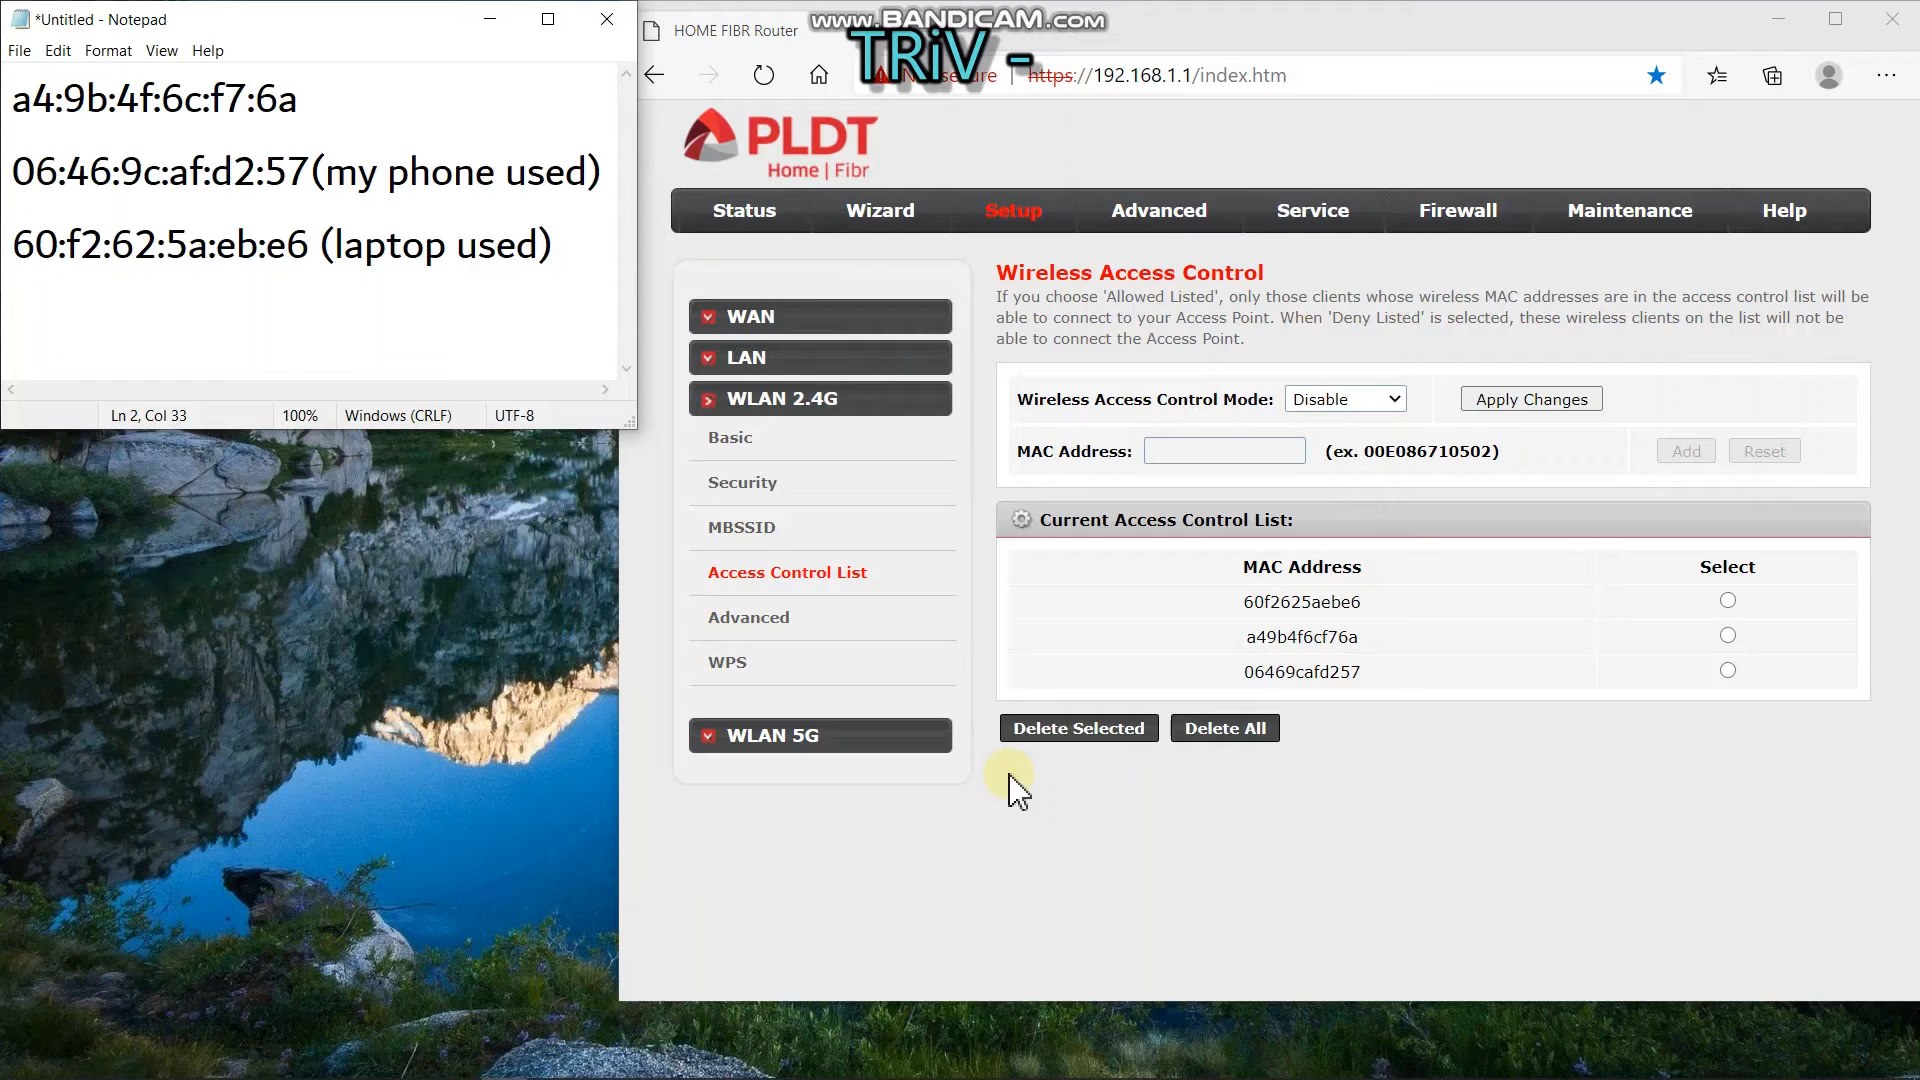 *Untitled - Notepad
File Edit Format View Help
a4:9b:4f:6c:f7:6a
06:46:9c:af:d2:57(my phone used)
60:f2:62:5a:eb:e6 (laptop used)
Ln 2, Col 33 100% Windows (CRLF) UTF-8
HOME FIBR Router
www.BANDICAM.com
TRiV -
https://192.168.1.1/index.htm
PLDT
Home | Fibr
Status Wizard Setup Advanced Service Firewall Maintenance Help
WAN
LAN
WLAN 2.4G
Basic
Security
MBSSID
Access Control List
Advanced
WPS
WLAN 5G
Wireless Access Control
If you choose 'Allowed Listed', only those clients whose wireless MAC addresses are in the access control list will be
able to connect to your Access Point. When 'Deny Listed' is selected, these wireless clients on the list will not be
able to connect the Access Point.
Wireless Access Control Mode: Disable Apply Changes
MAC Address: (ex. 00E086710502) Add Reset
Current Access Control List:
MAC Address Select
60f2625aebe6
a49b4f6cf76a
06469cafd257
Delete Selected Delete All